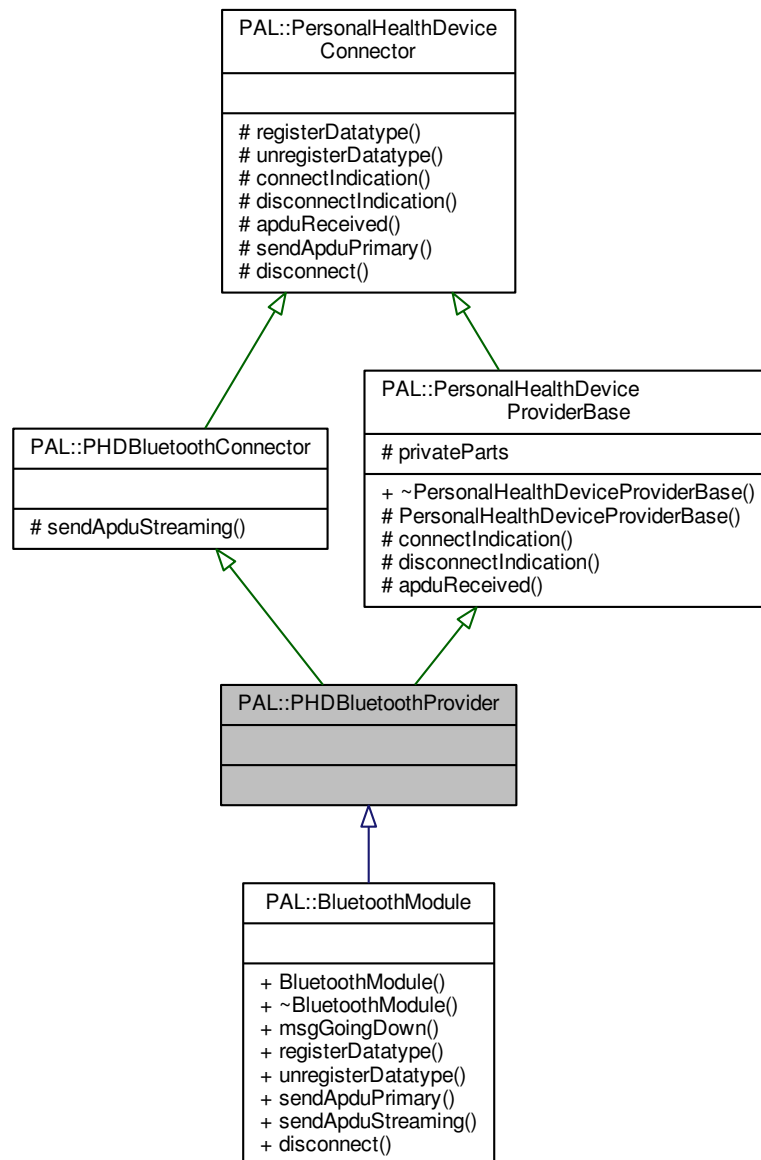 PAL::PersonalHealthDevice
Connector
# registerDatatype()
# unregisterDatatype()
# connectIndication()
# disconnectIndication()
# apduReceived()
# sendApduPrimary()
# disconnect()
PAL::PHDBluetoothConnector
# sendApduStreaming()
PAL::PersonalHealthDevice
ProviderBase
# privateParts
+ ~PersonalHealthDeviceProviderBase()
# PersonalHealthDeviceProviderBase()
# connectIndication()
# disconnectIndication()
# apduReceived()
PAL::PHDBluetoothProvider
PAL::BluetoothModule
+ BluetoothModule()
+ ~BluetoothModule()
+ msgGoingDown()
+ registerDatatype()
+ unregisterDatatype()
+ sendApduPrimary()
+ sendApduStreaming()
+ disconnect()